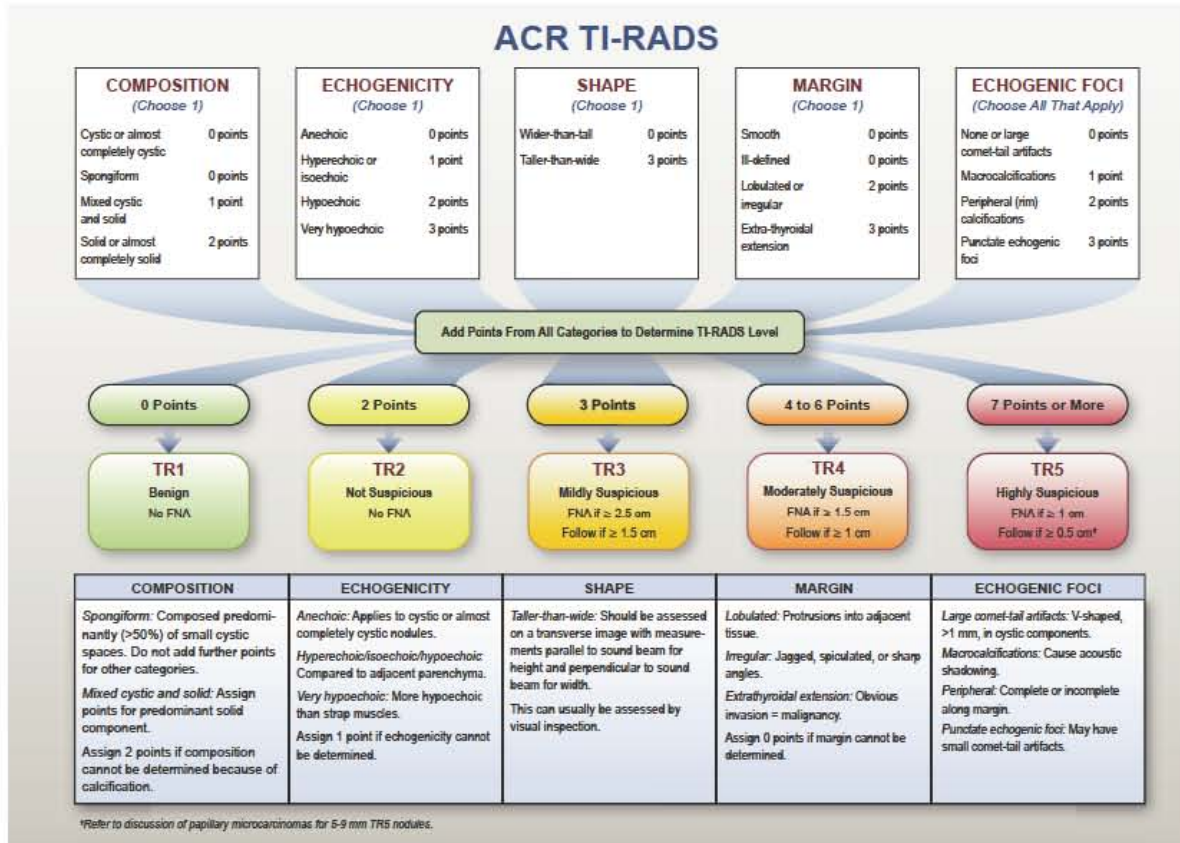 ACR TI-RADS
COMPOSITION
(Choose 1)
Cystic or almost 0 points
completely cystic
Spongiform 0 points
Mixed cystic 1 point
and solid
Solid or almost 2 points
completely solid
ECHOGENICITY
(Choose 1)
Anechoic 0 points
Hyperechoic or 1 point
isoechoic
Hypoechoic 2 points
Very hypoechoic 3 points
SHAPE
(Choose 1)
Wider-than-tall 0 points
Taller-than-wide 3 points
MARGIN
(Choose 1)
Smooth 0 points
Ill-defined 0 points
Lobulated or 2 points
irregular
Extra-thyroidal 3 points
extension
ECHOGENIC FOCI
(Choose All That Apply)
None or large 0 points
comet-tail artifacts
Macrocalcifications 1 point
Peripheral (rim) 2 points
calcifications
Punctate echogenic 3 points
foci
Add Points From All Categories to Determine TI-RADS Level
0 Points
2 Points
3 Points
4 to 6 Points
7 Points or More
TR1
Benign
No FNA
TR2
Not Suspicious
No FNA
TR3
Mildly Suspicious
FNA if ≥ 2.5 cm
Follow if ≥ 1.5 cm
TR4
Moderately Suspicious
FNA if ≥ 1.5 cm
Follow if ≥ 1 cm
TR5
Highly Suspicious
FNA if ≥ 1 cm
Follow if ≥ 0.5 cm*
COMPOSITION
Spongiform: Composed predomi-
nantly (>50%) of small cystic
spaces. Do not add further points
for other categories.
Mixed cystic and solid: Assign
points for predominant solid
component.
Assign 2 points if composition
cannot be determined because of
calcification.
ECHOGENICITY
Anechoic: Applies to cystic or almost
completely cystic nodules.
Hyperechoic/isoechoic/hypoechoic:
Compared to adjacent parenchyma.
Very hypoechoic: More hypoechoic
than strap muscles.
Assign 1 point if echogenicity cannot
be determined.
SHAPE
Taller-than-wide: Should be assessed
on a transverse image with measure-
ments parallel to sound beam for
height and perpendicular to sound
beam for width.
This can usually be assessed by
visual inspection.
MARGIN
Lobulated: Protrusions into adjacent
tissue.
Irregular: Jagged, spiculated, or sharp
angles.
Extrathyroidal extension: Obvious
invasion = malignancy.
Assign 0 points if margin cannot be
determined.
ECHOGENIC FOCI
Large comet-tail artifacts: V-shaped,
>1 mm, in cystic components.
Macrocalcifications: Cause acoustic
shadowing.
Peripheral: Complete or incomplete
along margin.
Punctate echogenic foci: May have
small comet-tail artifacts.
*Refer to discussion of papillary microcarcinomas for 5-9 mm TR5 nodules.